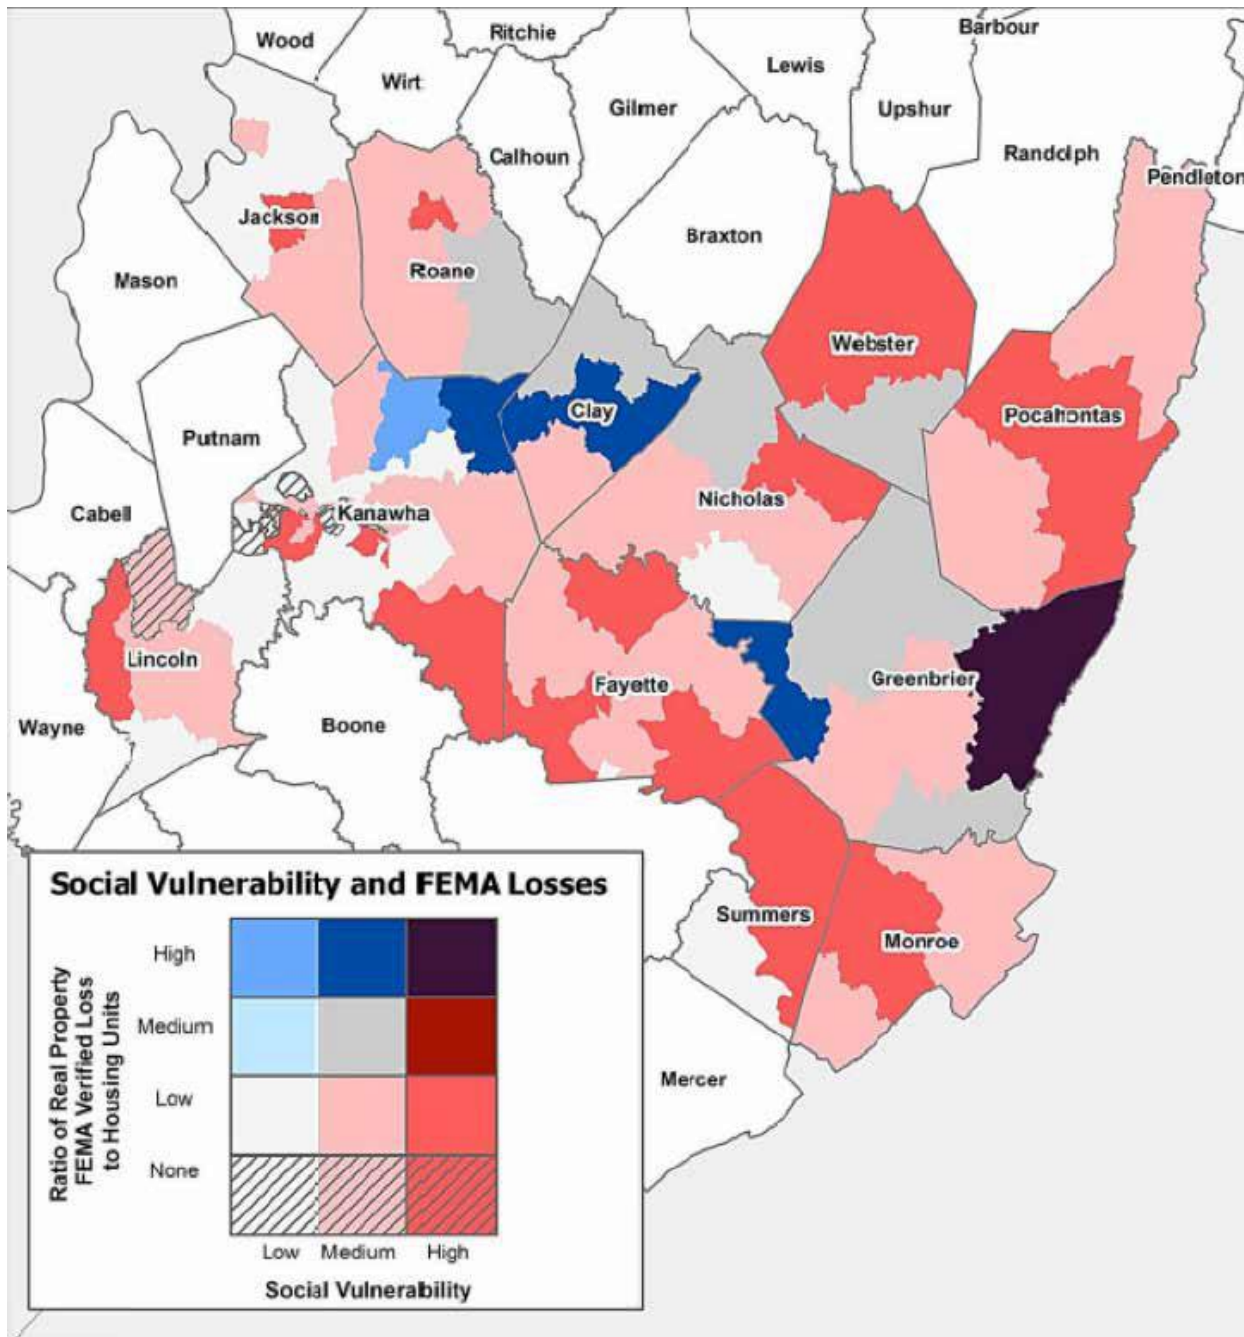 Barbour
Ritchie
Wood
Lewis
Wirt
Gilmer
Upshur
Calhoun
Randolph
Pendleton
Jackson
Braxton
Roane
Mason
Webster
Clay
Pocahontas
Putnam
Nicholas
Cabell
Kanawha
Lincoln
Greenbrier
Fayette
Wayne
Boone
Summers
Monroe
Mercer
Social Vulnerability and FEMA Losses
Ratio of Real Property
FEMA Verified Loss
to Housing Units
High
Medium
Low
None
Low Medium High
Social Vulnerability